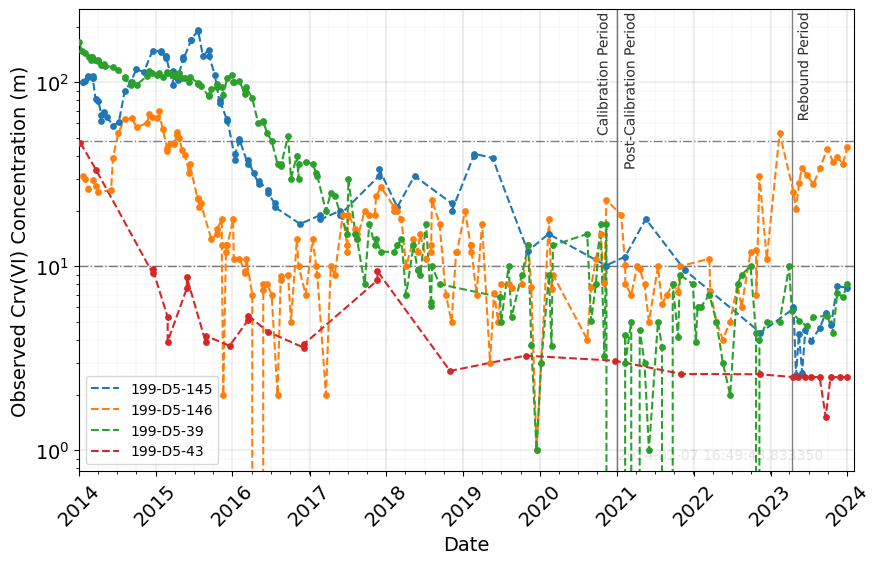 Observed Crv(VI) Concentration (m)
10²
10¹
10⁰
Calibration Period
Post-Calibration Period
Rebound Period
199-D5-145
199-D5-146
199-D5-39
199-D5-43
2014
2015
2016
2017
2018
2019
2020
2021
2022
2023
2024
Date